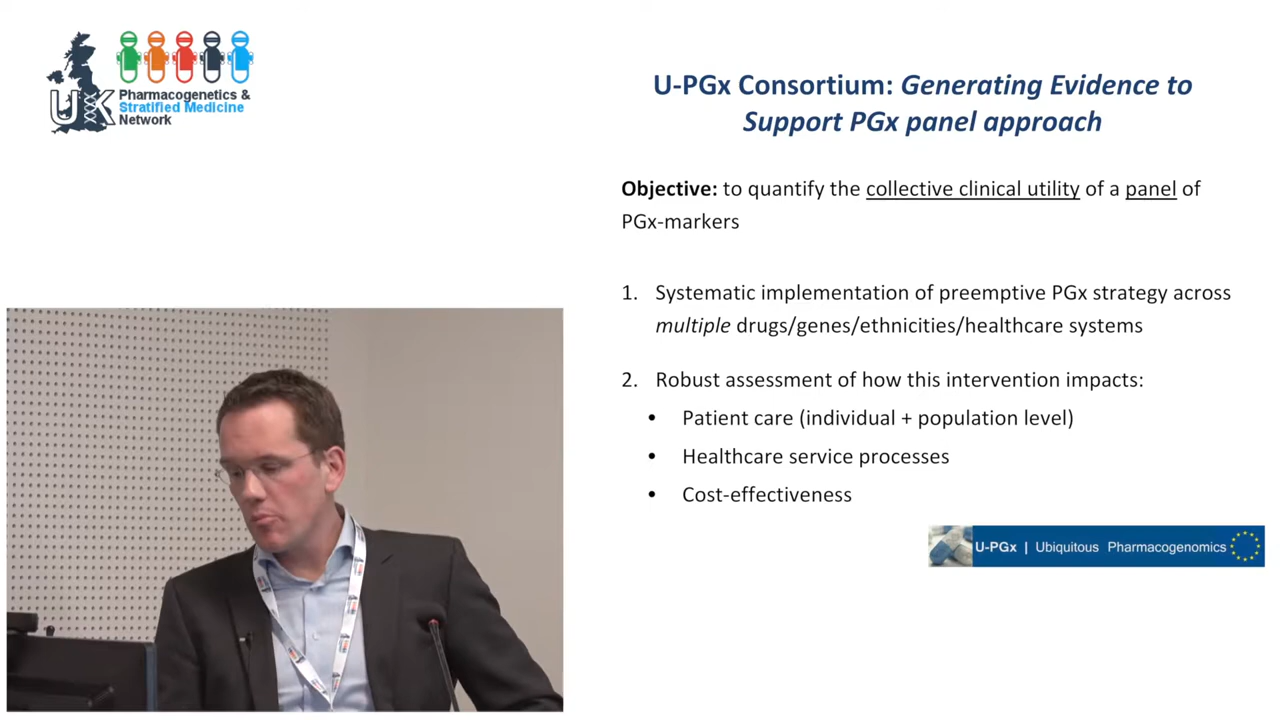 UK
Pharmacogenetics &
Stratified Medicine
Network
U-PGx Consortium: Generating Evidence to
Support PGx panel approach
Objective: to quantify the collective clinical utility of a panel of
PGx-markers
1. Systematic implementation of preemptive PGx strategy across
multiple drugs/genes/ethnicities/healthcare systems
2. Robust assessment of how this intervention impacts:
• Patient care (individual + population level)
• Healthcare service processes
• Cost-effectiveness
U-PGx | Ubiquitous Pharmacogenomics